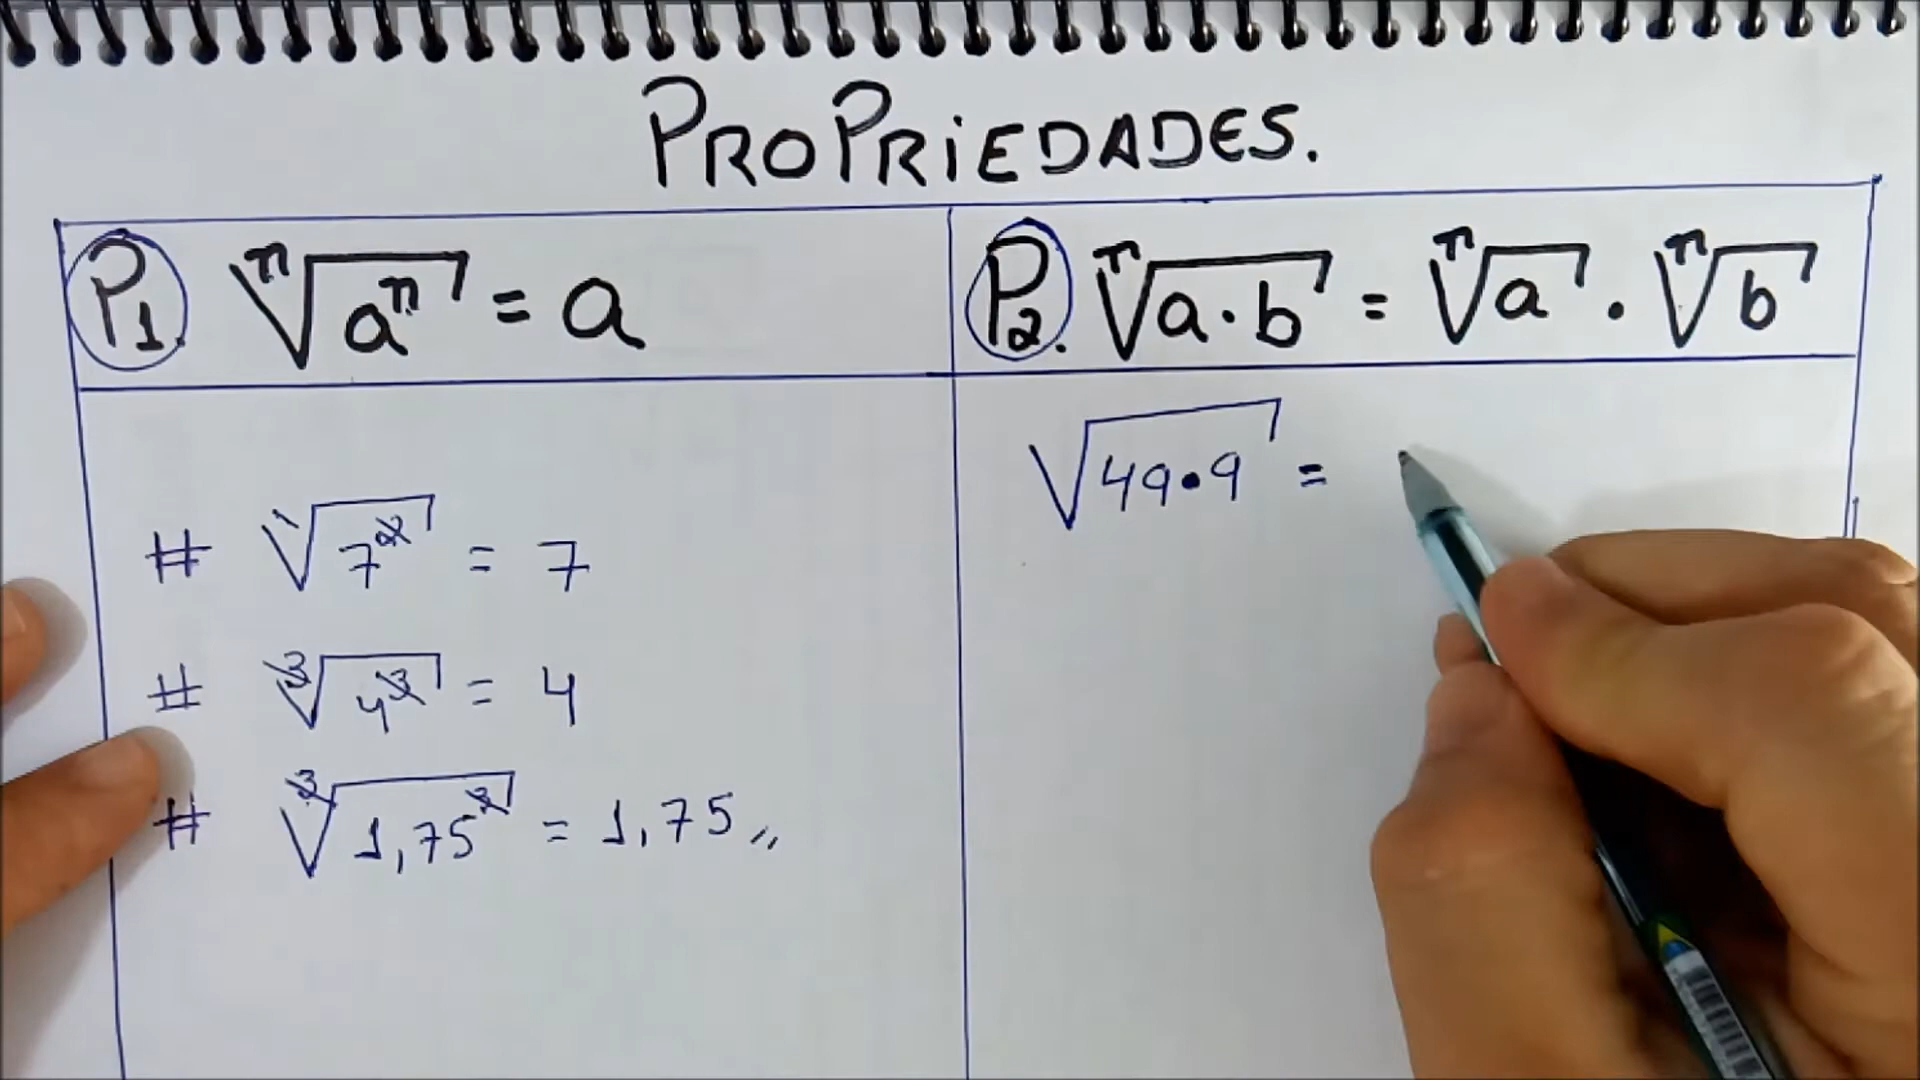 PROPRIEDADES.
P1. ⁿ√aⁿ = a
P2. ⁿ√a·b = ⁿ√a · ⁿ√b
# √7² = 7
# ³√4³ = 4
# ³√1,75³ = 1,75,,
√49·9 =